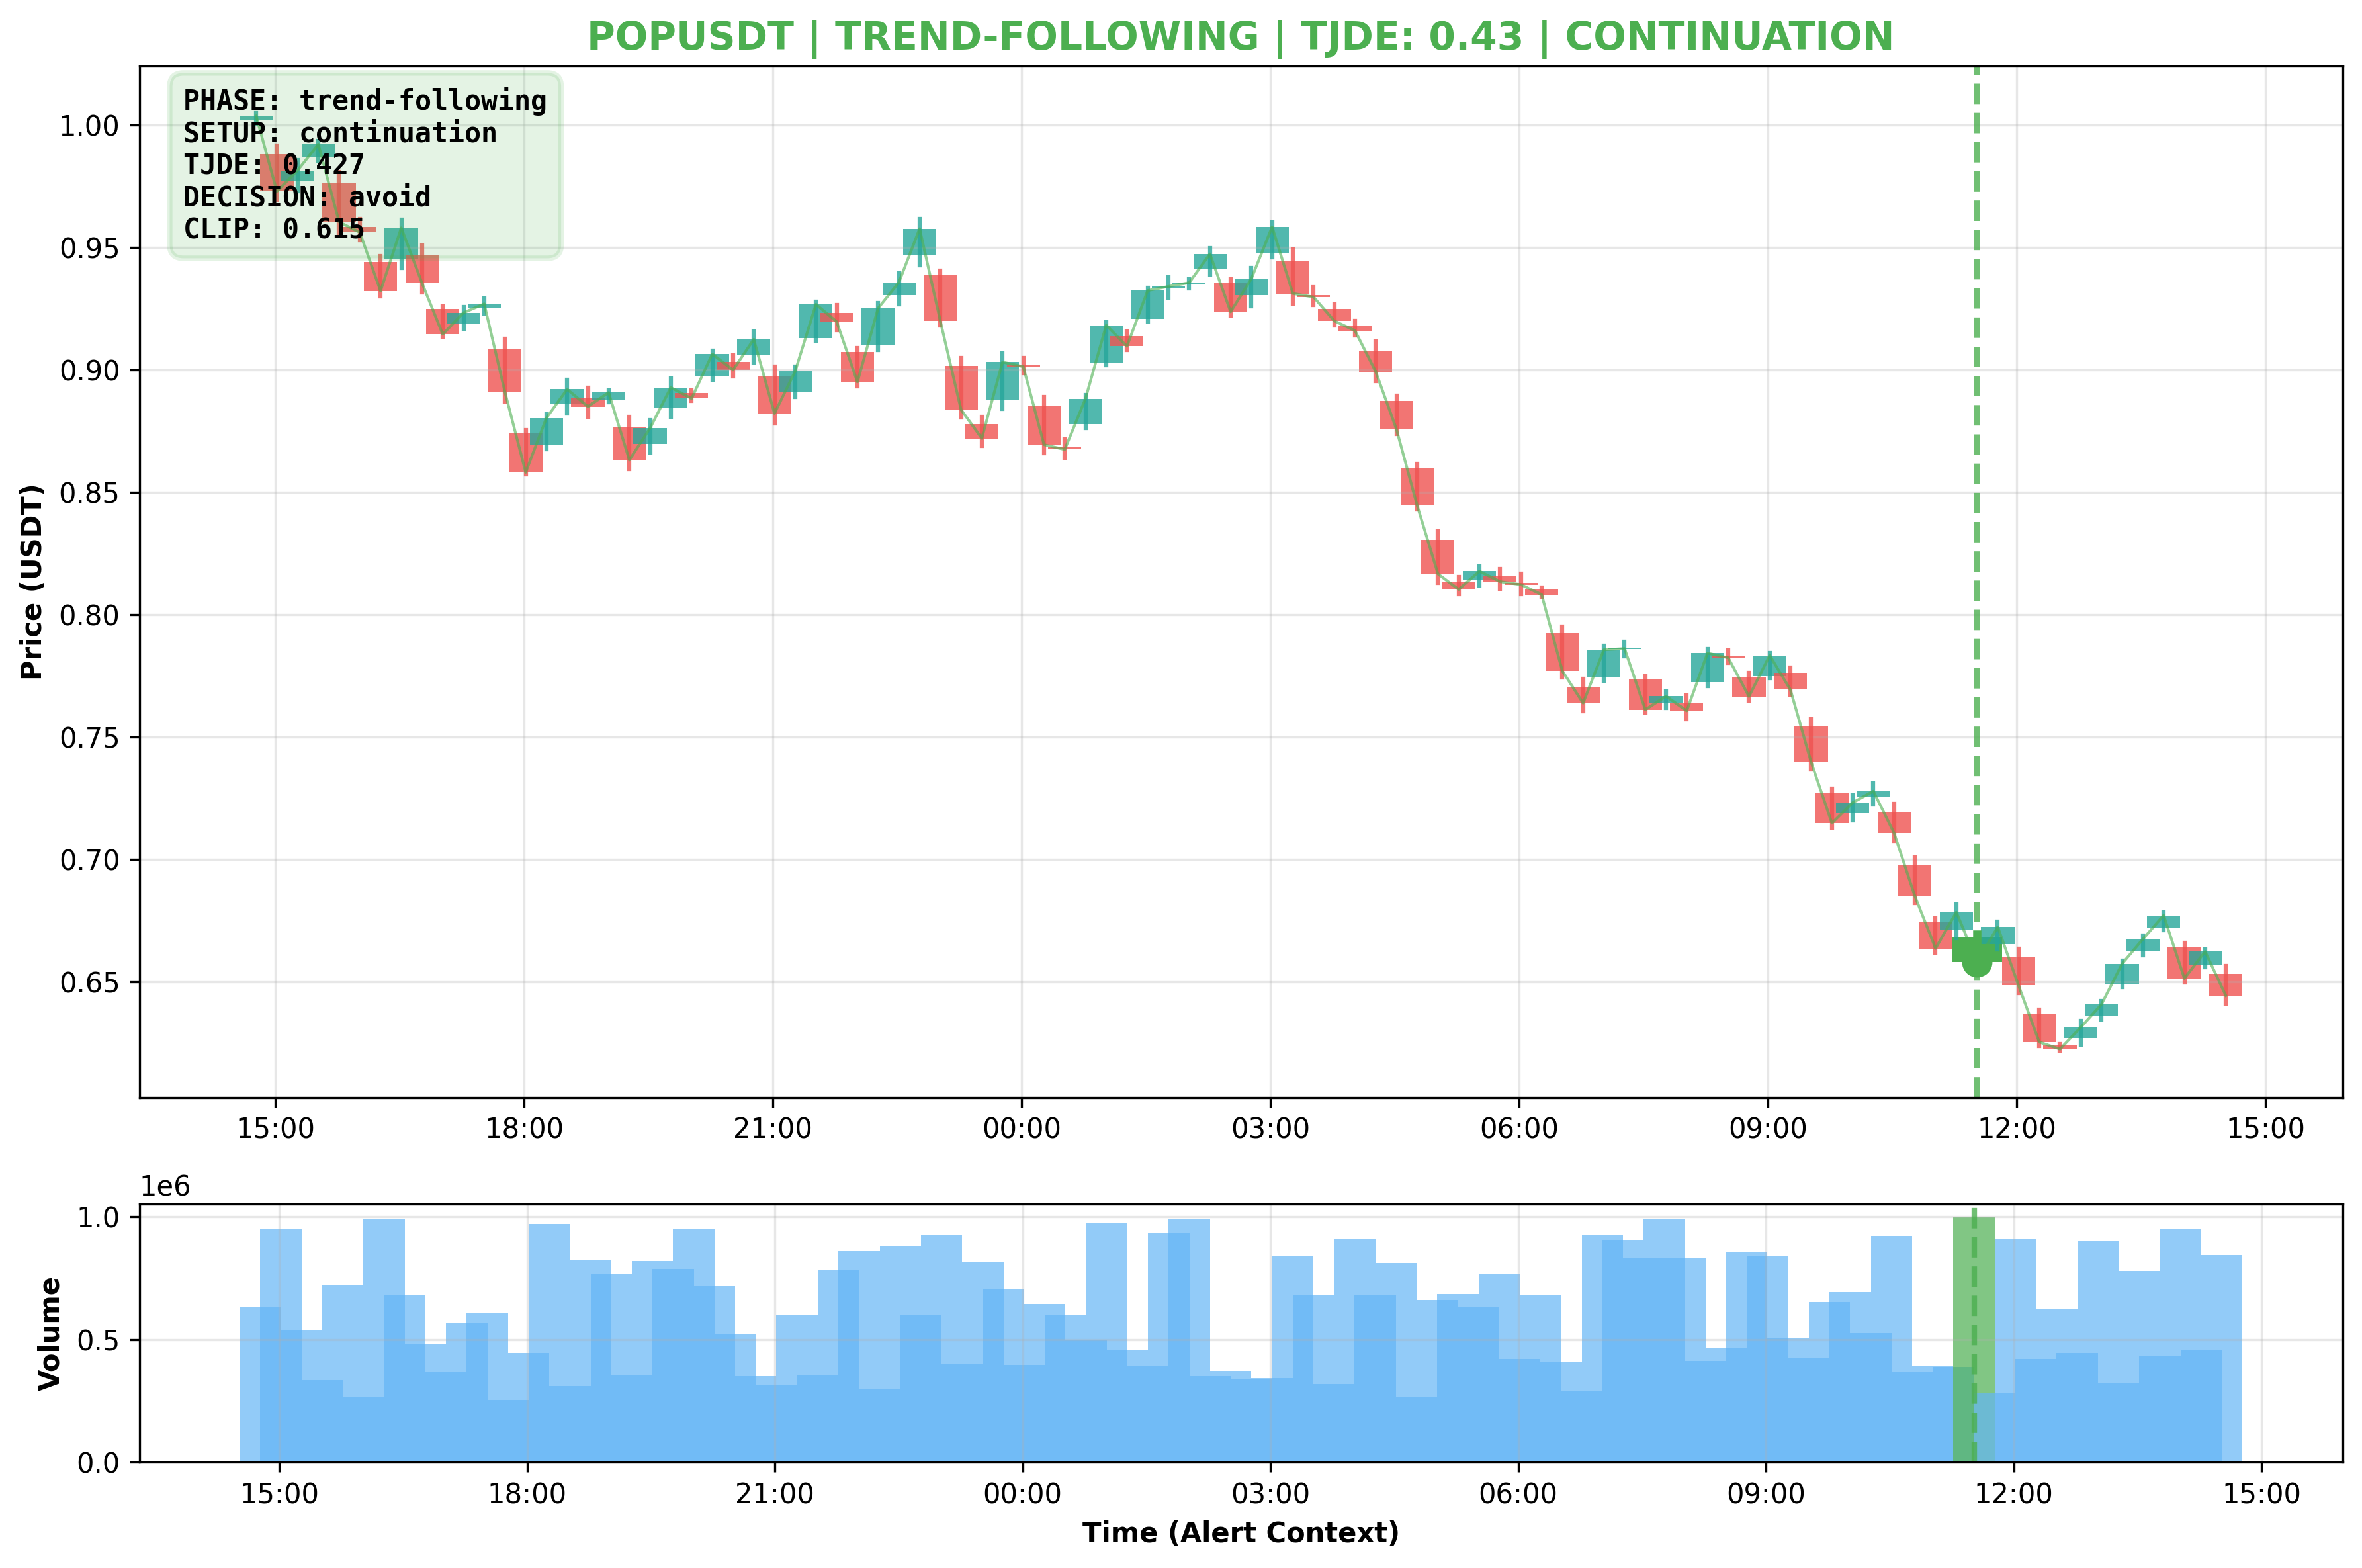 POPUSDT | TREND-FOLLOWING | TJDE: 0.43 | CONTINUATION
PHASE: trend-following
SETUP: continuation
TJDE: 0.427
DECISION: avoid
CLIP: 0.615
Price (USDT)
1.00
0.95
0.90
0.85
0.80
0.75
0.70
0.65
15:00 18:00 21:00 00:00 03:00 06:00 09:00 12:00 15:00
1e6
Volume
1.0
0.5
0.0
15:00 18:00 21:00 00:00 03:00 06:00 09:00 12:00 15:00
Time (Alert Context)